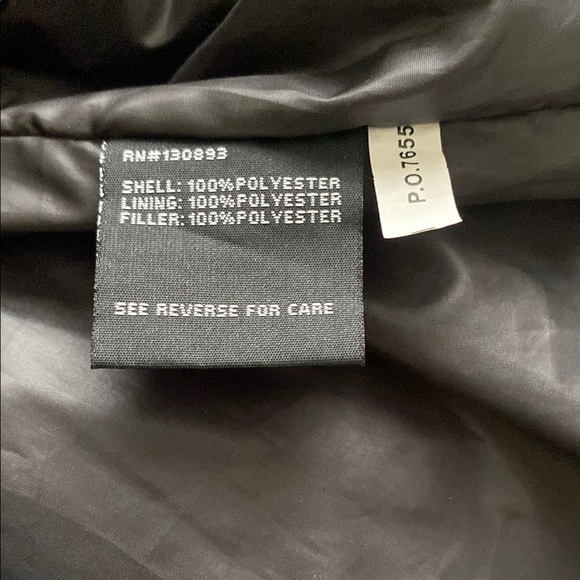 RN#130893
SHELL: 100%POLYESTER
LINING: 100%POLYESTER
FILLER: 100%POLYESTER
SEE REVERSE FOR CARE
P.O.7655